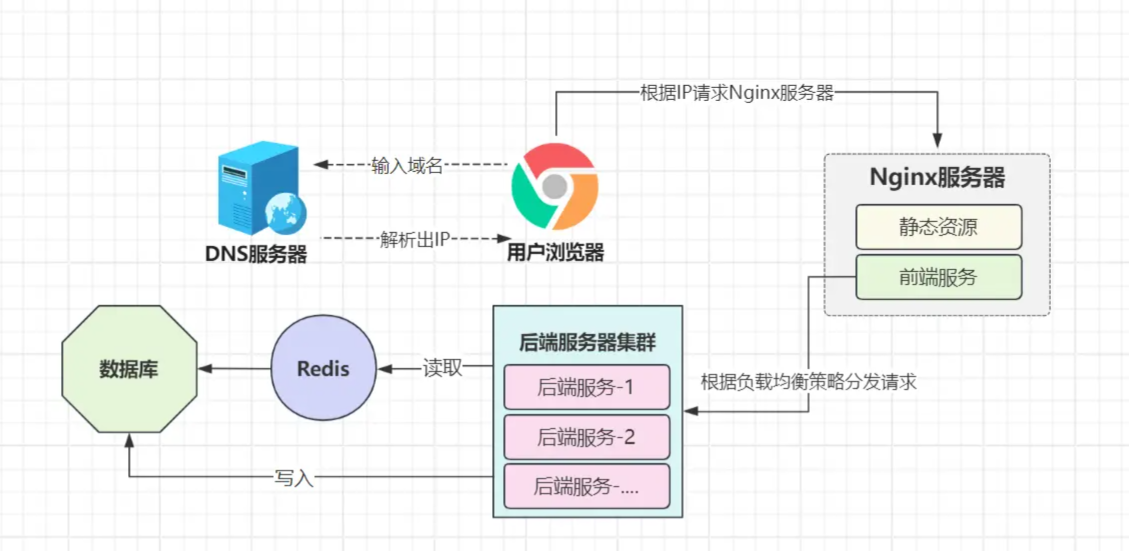 根据IP请求Nginx服务器
输入域名
解析出IP
DNS服务器
用户浏览器
Nginx服务器
静态资源
前端服务
根据负载均衡策略分发请求
后端服务器集群
后端服务-1
后端服务-2
后端服务-....
读取
Redis
数据库
写入